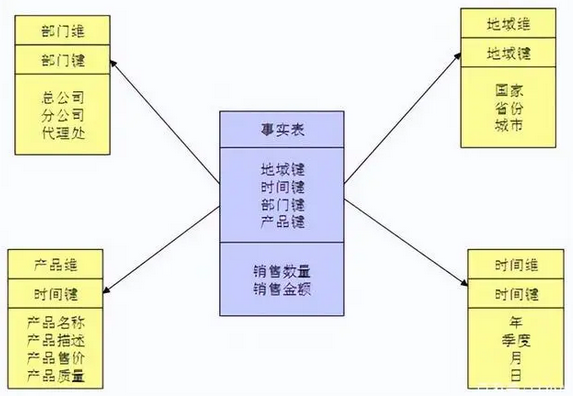 部门维
部门键
总公司
分公司
代理处
地域维
地域键
国家
省份
城市
事实表
地域键
时间键
部门键
产品键
销售数量
销售金额
产品维
时间键
产品名称
产品描述
产品售价
产品质量
时间维
时间键
年
季度
月
日